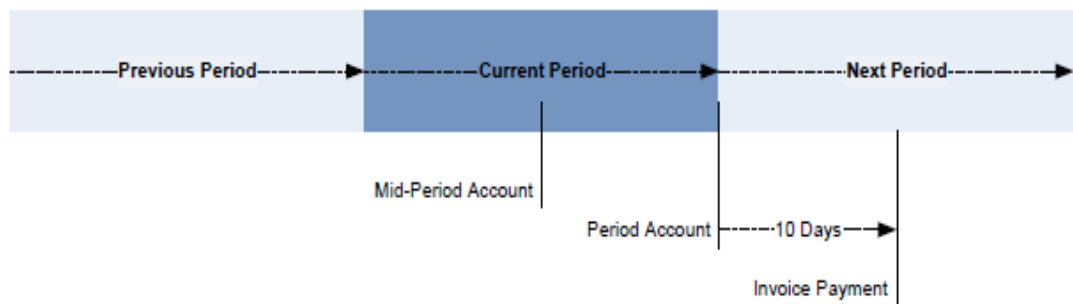 Previous Period
Current Period
Next Period
Mid-Period Account
Period Account
10 Days
Invoice Payment